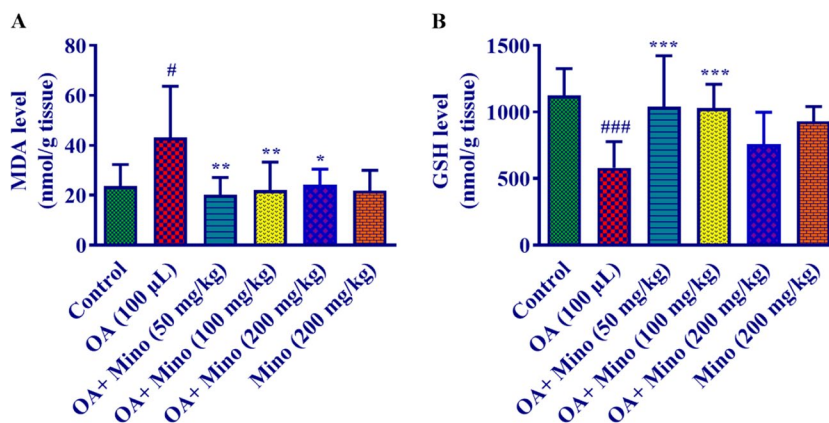 A
MDA level
(nmol/g tissue)
80
60
40
20
0
#
**
**
*
Control
OA (100 µL)
OA+ Mino (50 mg/kg)
OA+ Mino (100 mg/kg)
OA+ Mino (200 mg/kg)
Mino (200 mg/kg)
B
GSH level
(nmol/g tissue)
1500
1000
500
0
###
***
***
Control
OA (100 µL)
OA+ Mino (50 mg/kg)
OA+ Mino (100 mg/kg)
OA+ Mino (200 mg/kg)
Mino (200 mg/kg)